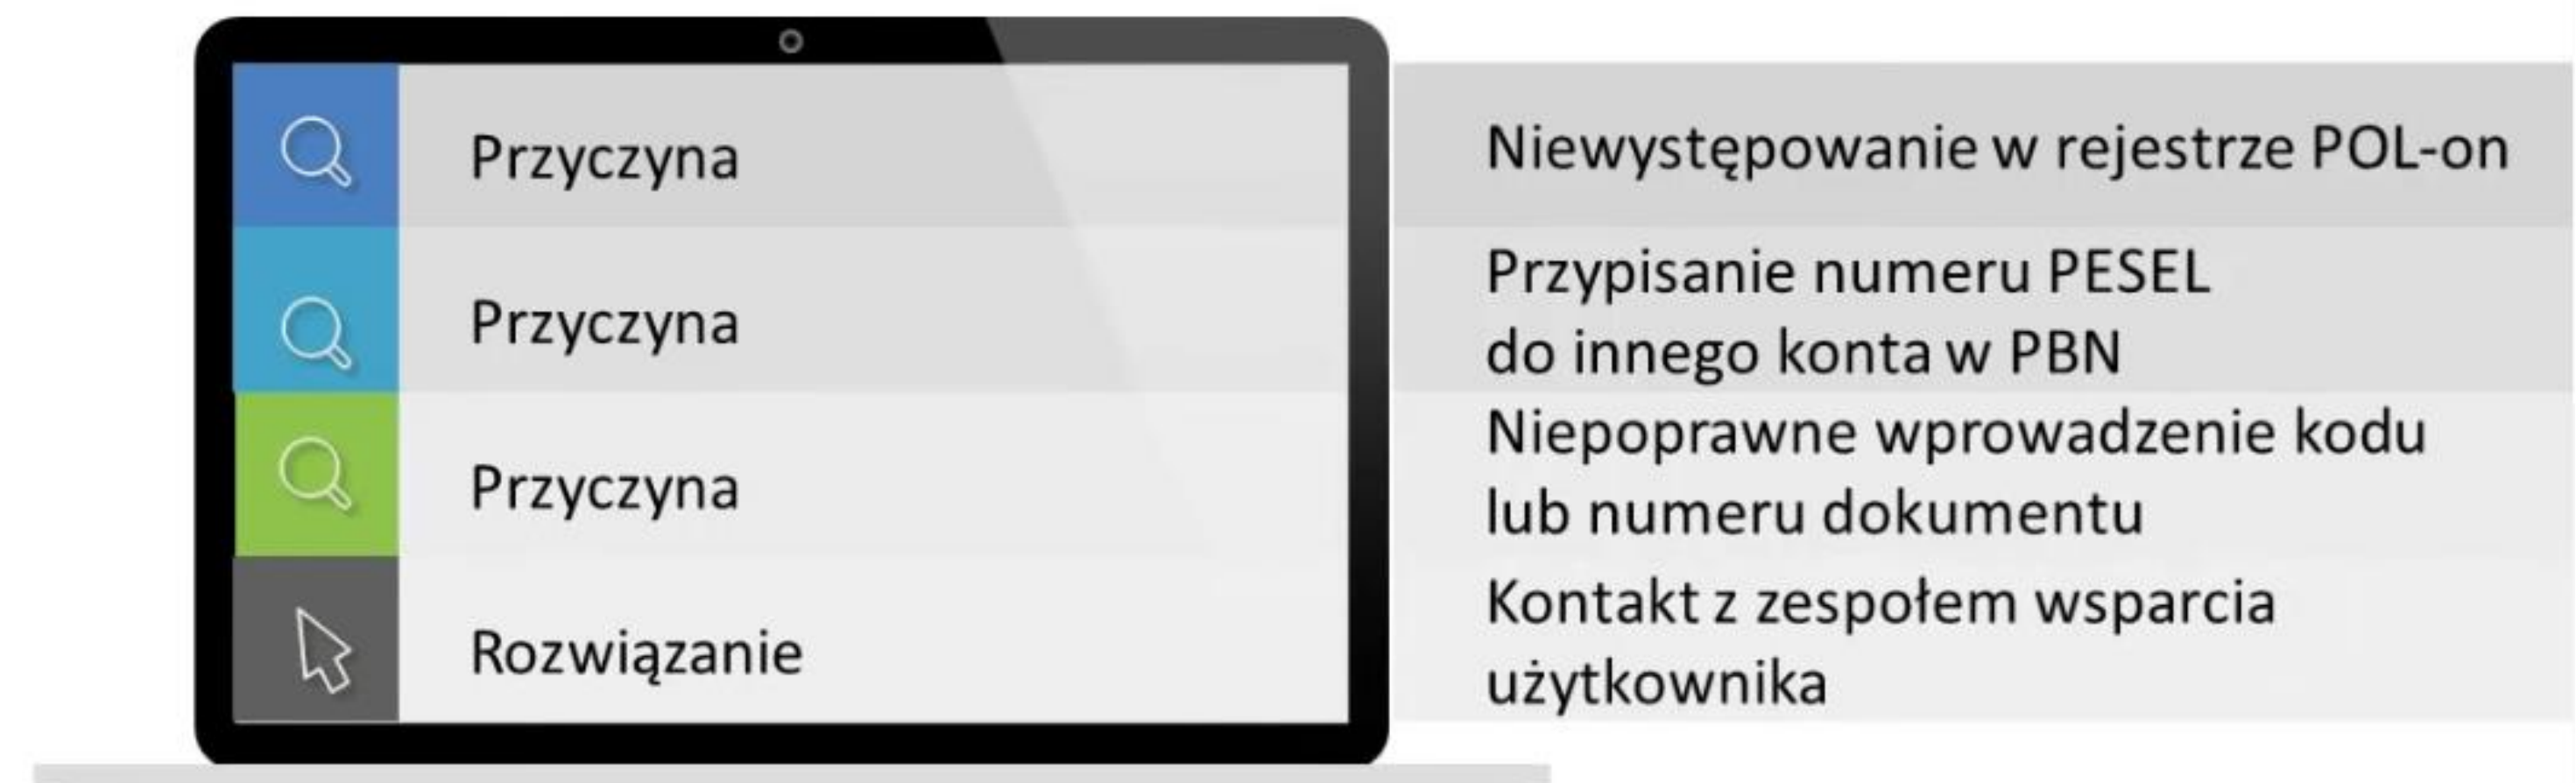 Przyczyna
Niewystępowanie w rejestrze POL-on
Przyczyna
Przypisanie numeru PESEL
do innego konta w PBN
Przyczyna
Niepoprawne wprowadzenie kodu
lub numeru dokumentu
Rozwiązanie
Kontakt z zespołem wsparcia
użytkownika